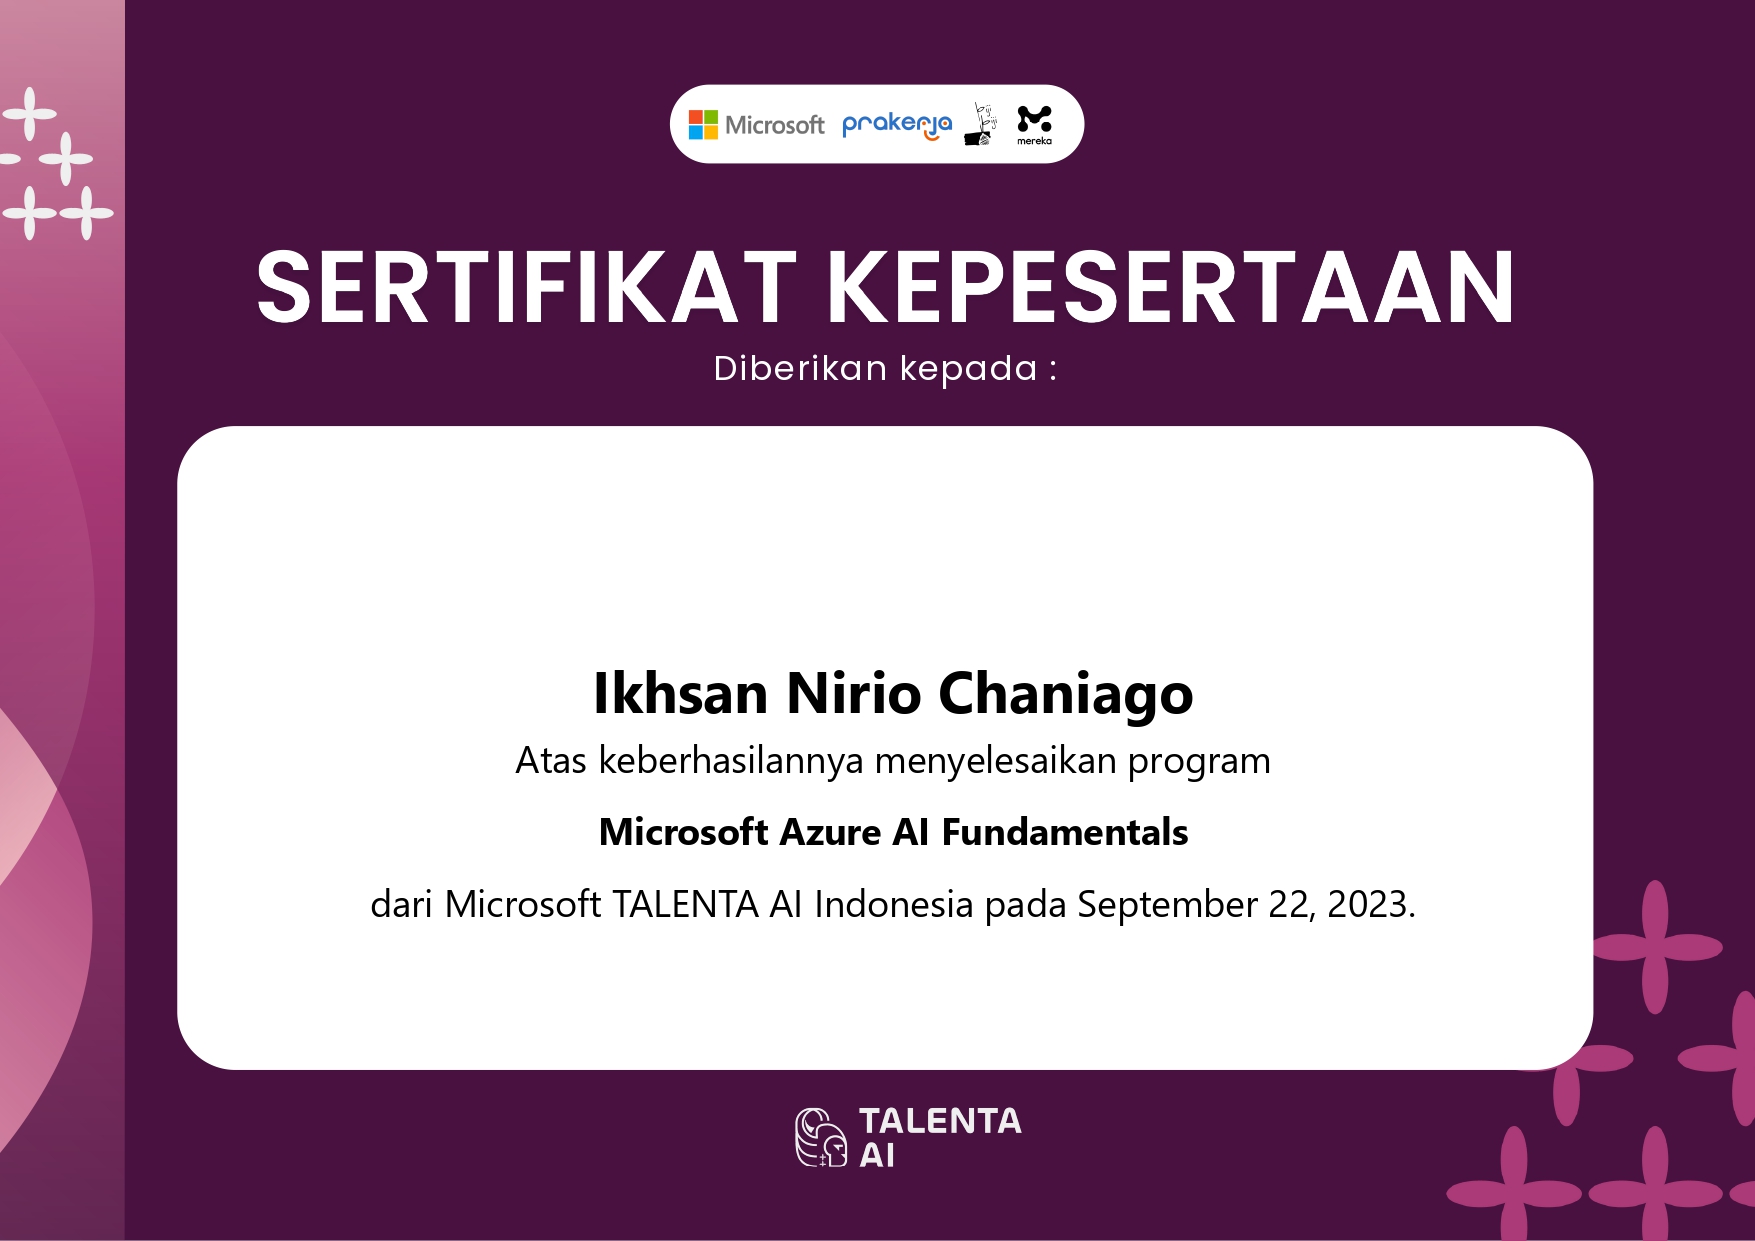 Microsoft prakerja mereka
SERTIFIKAT KEPESERTAAN
Diberikan kepada :
Ikhsan Nirio Chaniago
Atas keberhasilannya menyelesaikan program
Microsoft Azure AI Fundamentals
dari Microsoft TALENTA AI Indonesia pada September 22, 2023.
TALENTA
AI